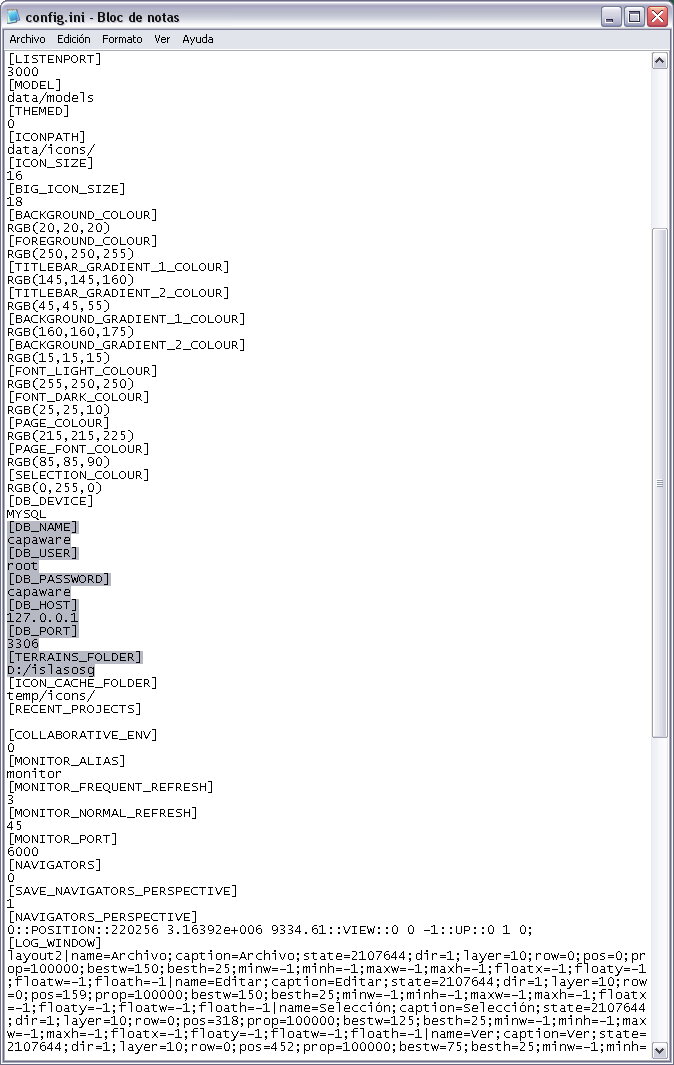 config.ini - Bloc de notas
Archivo Edición Formato Ver Ayuda
[LISTENPORT]
3000
[MODEL]
data/models
[THEMED]
0
[ICONPATH]
data/icons/
[ICON_SIZE]
16
[BIG_ICON_SIZE]
18
[BACKGROUND_COLOUR]
RGB(20,20,20)
[FOREGROUND_COLOUR]
RGB(250,250,255)
[TITLEBAR_GRADIENT_1_COLOUR]
RGB(145,145,160)
[TITLEBAR_GRADIENT_2_COLOUR]
RGB(45,45,55)
[BACKGROUND_GRADIENT_1_COLOUR]
RGB(160,160,175)
[BACKGROUND_GRADIENT_2_COLOUR]
RGB(15,15,15)
[FONT_LIGHT_COLOUR]
RGB(255,250,250)
[FONT_DARK_COLOUR]
RGB(25,25,10)
[PAGE_COLOUR]
RGB(215,215,225)
[PAGE_FONT_COLOUR]
RGB(85,85,90)
[SELECTION_COLOUR]
RGB(0,255,0)
[DB_DEVICE]
MYSQL
[DB_NAME]
capaware
[DB_USER]
root
[DB_PASSWORD]
capaware
[DB_HOST]
127.0.0.1
[DB_PORT]
3306
[TERRAINS_FOLDER]
D:/islasosg
[ICON_CACHE_FOLDER]
temp/icons/
[RECENT_PROJECTS]
[COLLABORATIVE_ENV]
0
[MONITOR_ALIAS]
monitor
[MONITOR_FREQUENT_REFRESH]
3
[MONITOR_NORMAL_REFRESH]
45
[MONITOR_PORT]
6000
[NAVIGATORS]
0
[SAVE_NAVIGATORS_PERSPECTIVE]
1
[NAVIGATORS_PERSPECTIVE]
0::POSITION::220256 3.16392e+006 9334.61::VIEW::0 0 -1::UP::0 1 0;
[LOG_WINDOW]
layout2|name=Archivo;caption=Archivo;state=2107644;dir=1;layer=10;row=0;pos=0;pr
op=100000;bestw=150;besth=25;minw=-1;minh=-1;maxw=-1;maxh=-1;floatx=-1;floaty=-1
;floatw=-1;floath=-1|name=Editar;caption=Editar;state=2107644;dir=1;layer=10;row
=0;pos=159;prop=100000;bestw=150;besth=25;minw=-1;minh=-1;maxw=-1;maxh=-1;floatx
=-1;floaty=-1;floatw=-1;floath=-1|name=Selección;caption=Selección;state=2107644
;dir=1;layer=10;row=0;pos=318;prop=100000;bestw=125;besth=25;minw=-1;minh=-1;max
w=-1;maxh=-1;floatx=-1;floaty=-1;floatw=-1;floath=-1|name=Ver;caption=Ver;state=
2107644;dir=1;layer=10;row=0;pos=452;prop=100000;bestw=75;besth=25;minw=-1;minh=